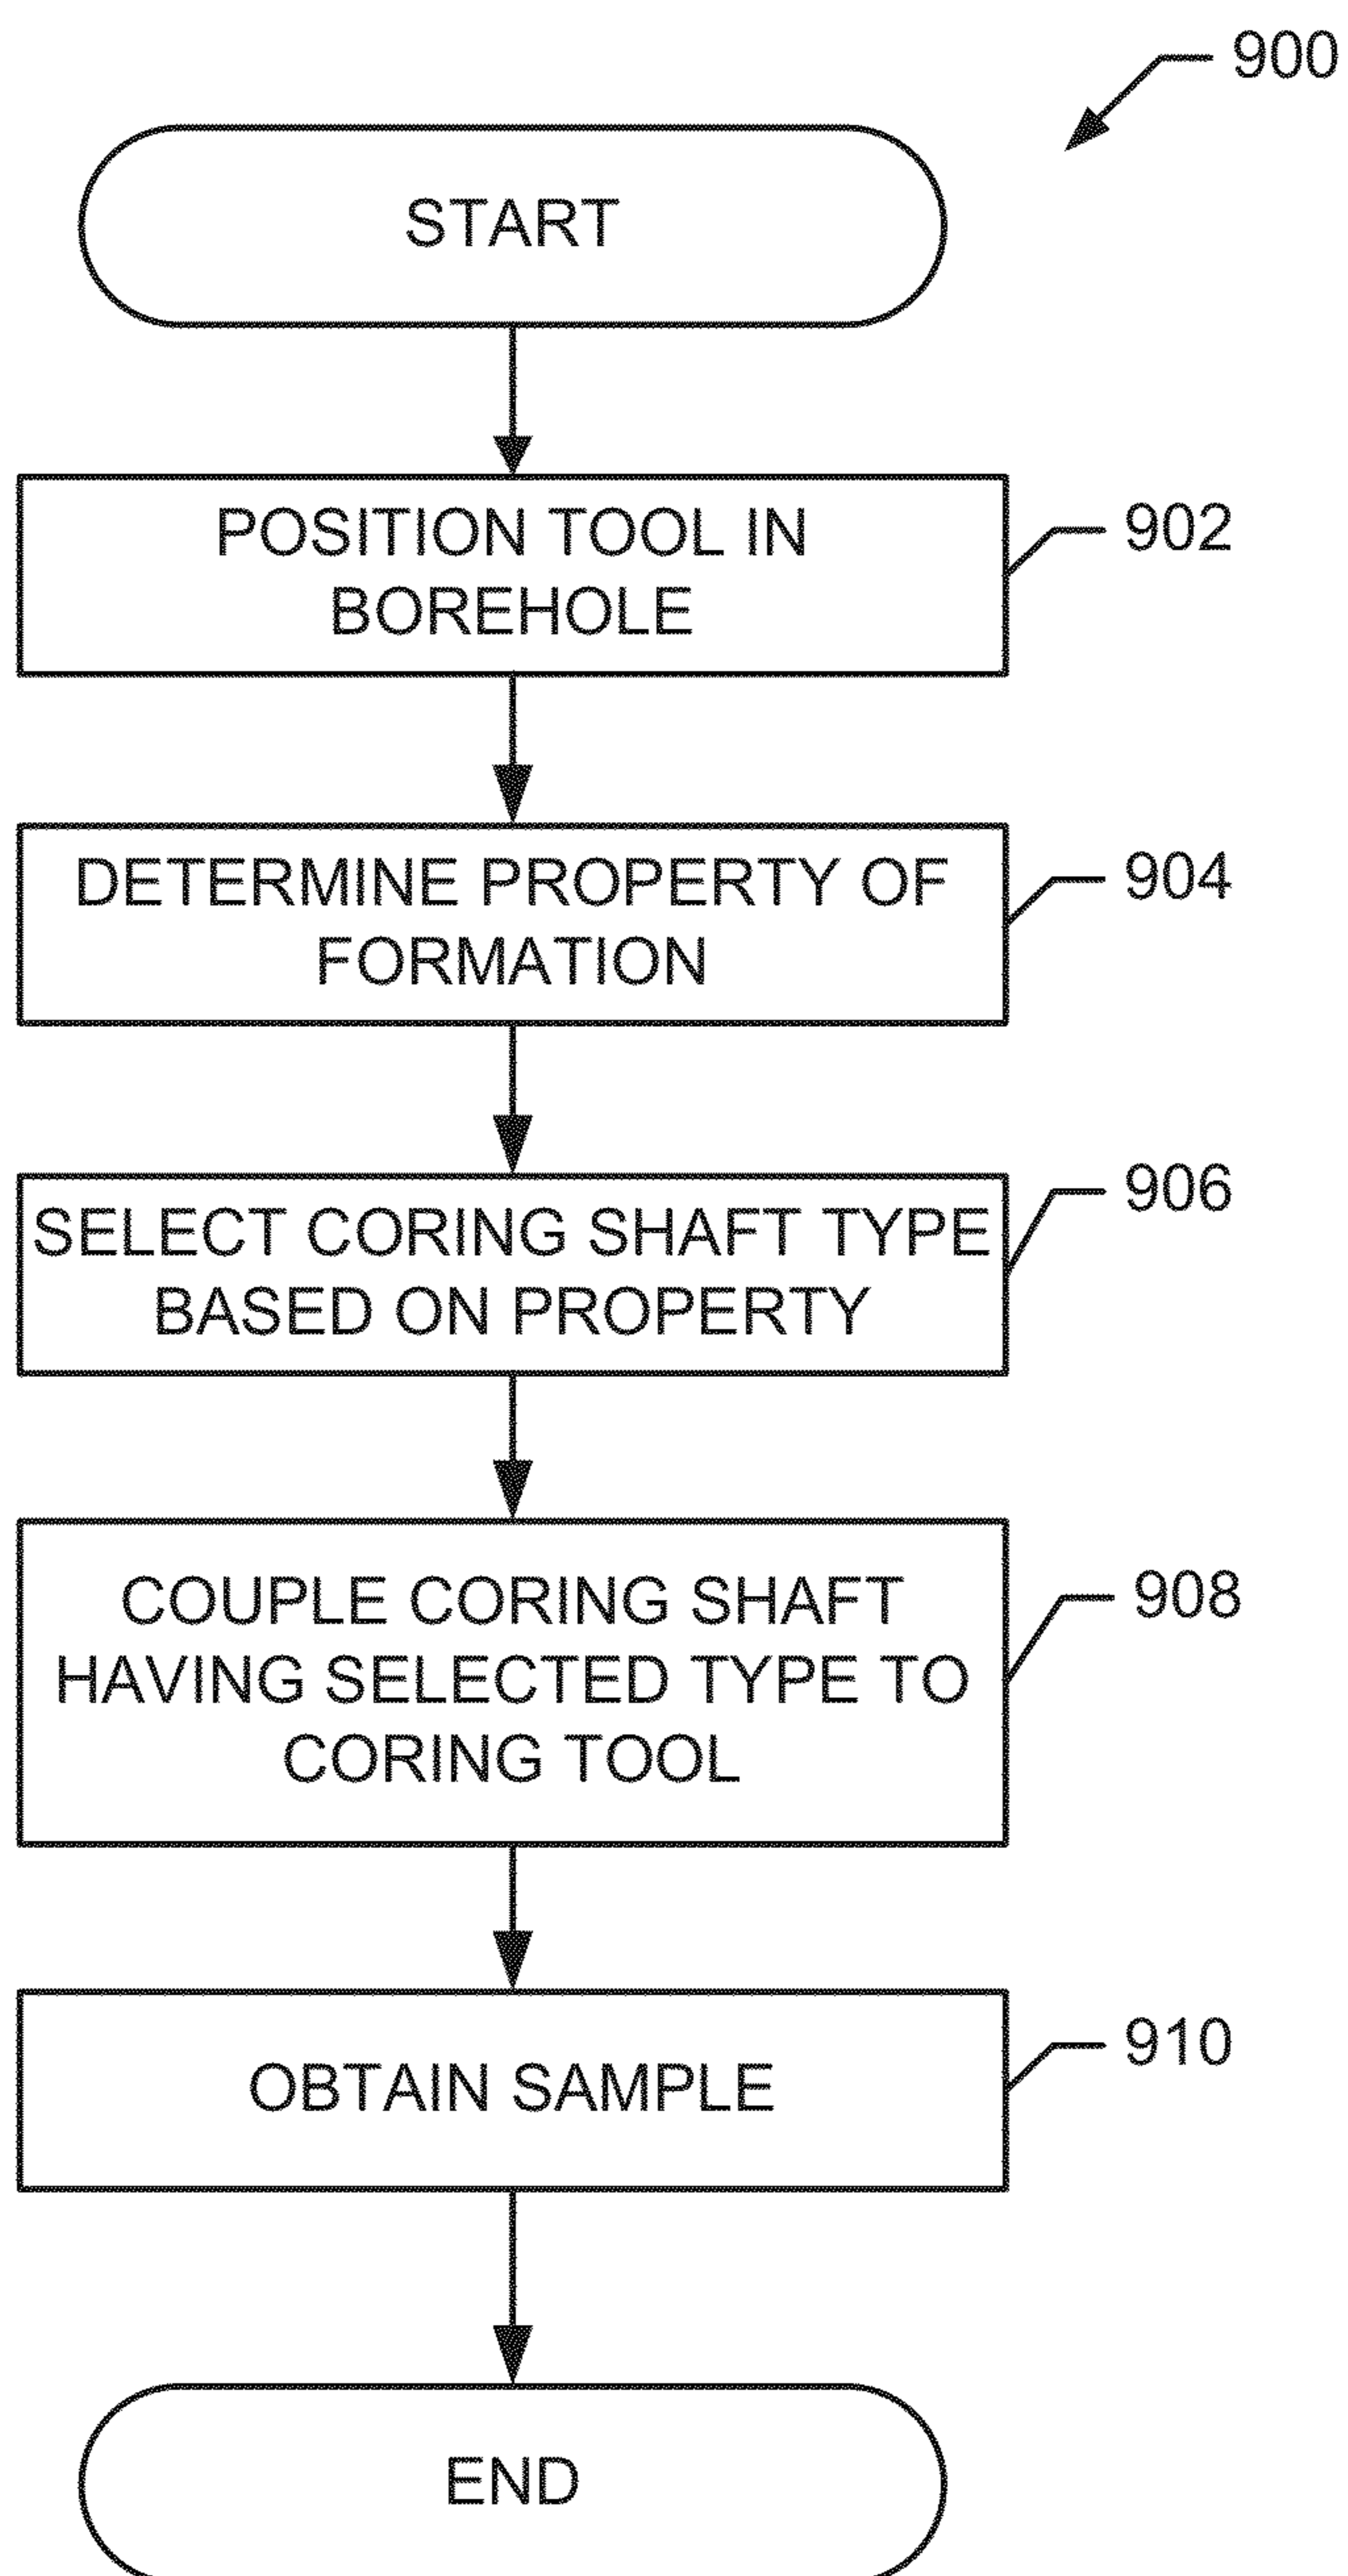 900
START
POSITION TOOL IN
BOREHOLE
902
DETERMINE PROPERTY OF
FORMATION
904
SELECT CORING SHAFT TYPE
BASED ON PROPERTY
906
COUPLE CORING SHAFT
HAVING SELECTED TYPE TO
CORING TOOL
908
OBTAIN SAMPLE
910
END